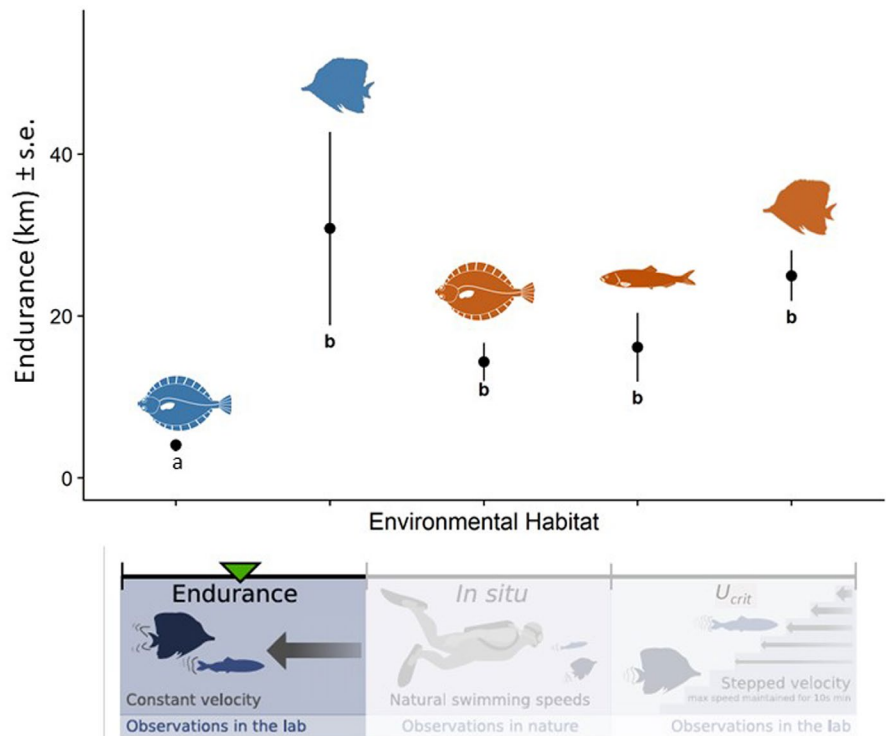 Endurance (km) ± s.e.
40
20
0
a
b
b
b
b
Environmental Habitat
Endurance
Constant velocity
Observations in the lab
In situ
Natural swimming speeds
Observations in nature
Ucrit
Stepped velocity
max speed maintained for 10s min
Observations in the lab